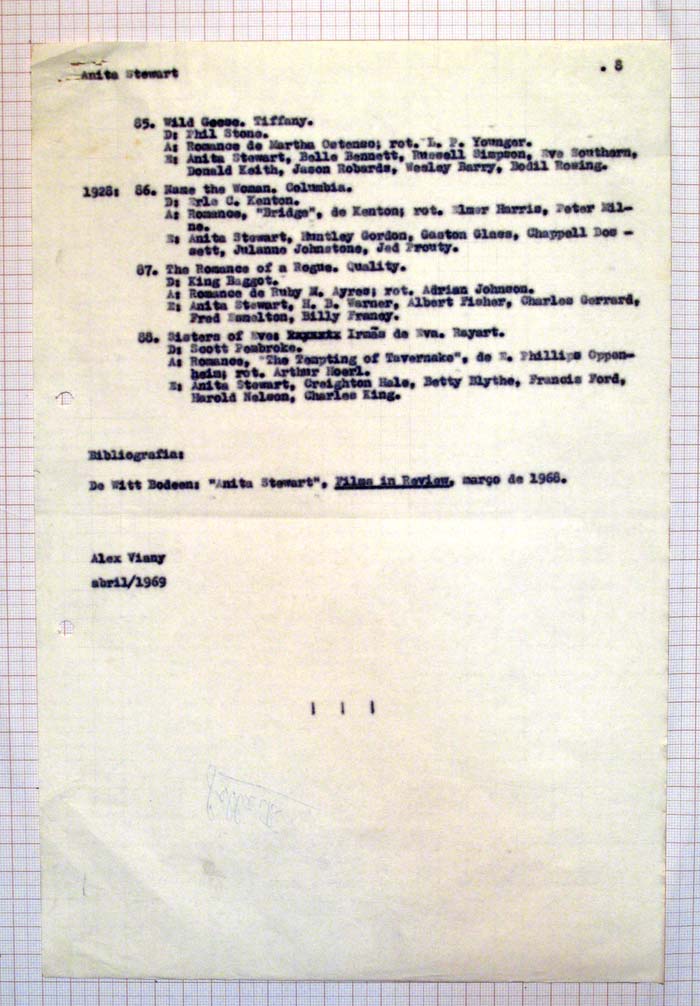 Anita Stewart . 8
85. Wild Geese. Tiffany.
D: Phil Stone.
A: Romance de Martha Ostenso; rot. L. P. Younger.
E: Anita Stewart, Belle Bennett, Russell Simpson, Eve Southern,
Donald Keith, Jason Robards, Wesley Barry, Bodil Rosing.
1928: 86. Name the Woman. Columbia.
D: Erle C. Kenton.
A: Romance, "Bridge", de Kenton; rot. Elmer Harris, Peter Mil-
ne.
E: Anita Stewart, Huntley Gordon, Gaston Glass, Chappell Dos -
sett, Julanne Johnstone, Jed Prouty.
87. The Romance of a Rogue. Quality.
D: King Baggot.
A: Romance de Ruby M. Ayres; rot. Adrian Johnson.
E: Anita Stewart, H. B. Warner, Albert Fisher, Charles Gerrard,
Fred Esmelton, Billy Franey.
88. Sisters of Eve: Irmãs de Eva. Rayart.
D: Scott Pembroke.
A: Romance, "The Tempting of Tavernake", de E. Phillips Oppen-
heim; rot. Arthur Hoerl.
E: Anita Stewart, Creighton Hale, Betty Blythe, Francis Ford,
Harold Nelson, Charles King.
Bibliografia:
De Witt Bodeen: "Anita Stewart", Films in Review, março de 1968.
Alex Viany
abril/1969